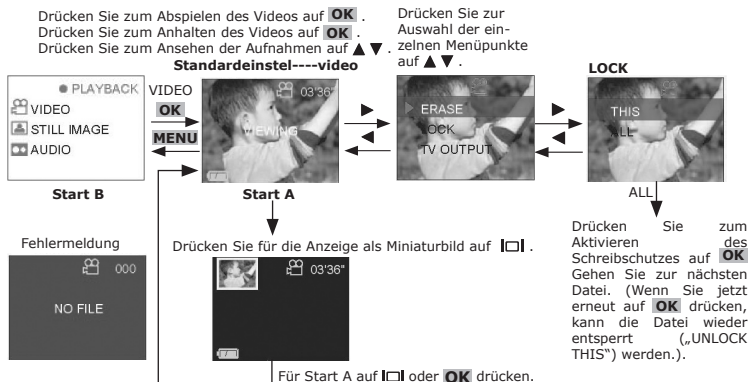 Drücken Sie zum Abspielen des Videos auf OK .
Drücken Sie zum Anhalten des Videos auf OK .
Drücken Sie zum Ansehen der Aufnahmen auf ▲ ▼ .
Standardeinstel----video
Drücken Sie zur
Auswahl der ein-
zelnen Menüpunkte
auf ▲ ▼ .
LOCK
● PLAYBACK
VIDEO
STILL IMAGE
AUDIO
Start B
VIDEO
OK
MENU
03'36"
VIEWING
Start A
ERASE
LOCK
TV OUTPUT
THIS
ALL
ALL
Drücken Sie zum
Aktivieren des
Schreibschutzes auf OK
Gehen Sie zur nächsten
Datei. (Wenn Sie jetzt
erneut auf OK drücken,
kann die Datei wieder
entsperrt („UNLOCK
THIS“) werden.).
Fehlermeldung
000
NO FILE
Drücken Sie für die Anzeige als Miniaturbild auf .
03'36"
Für Start A auf oder OK drücken.